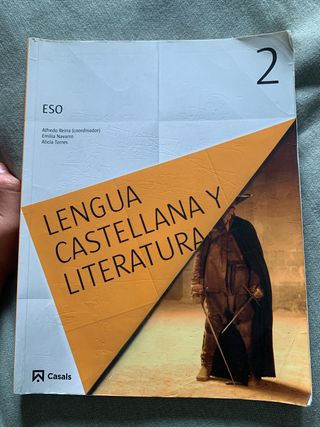 2
ESO
Alfredo Reina (coordinador)
Emilia Navarro
Alicia Torres
LENGUA
CASTELLANA Y
LITERATURA
Casals